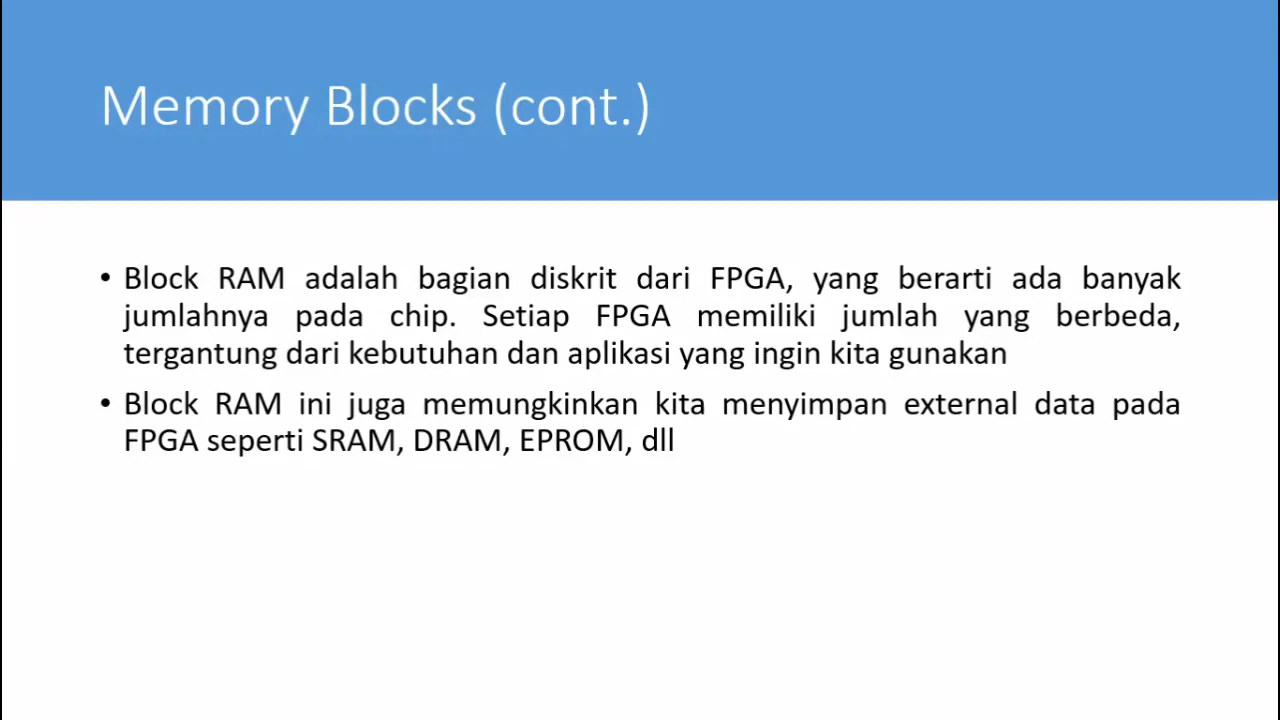 Memory Blocks (cont.)
• Block RAM adalah bagian diskrit dari FPGA, yang berarti ada banyak
jumlahnya pada chip. Setiap FPGA memiliki jumlah yang berbeda,
tergantung dari kebutuhan dan aplikasi yang ingin kita gunakan
• Block RAM ini juga memungkinkan kita menyimpan external data pada
FPGA seperti SRAM, DRAM, EPROM, dll